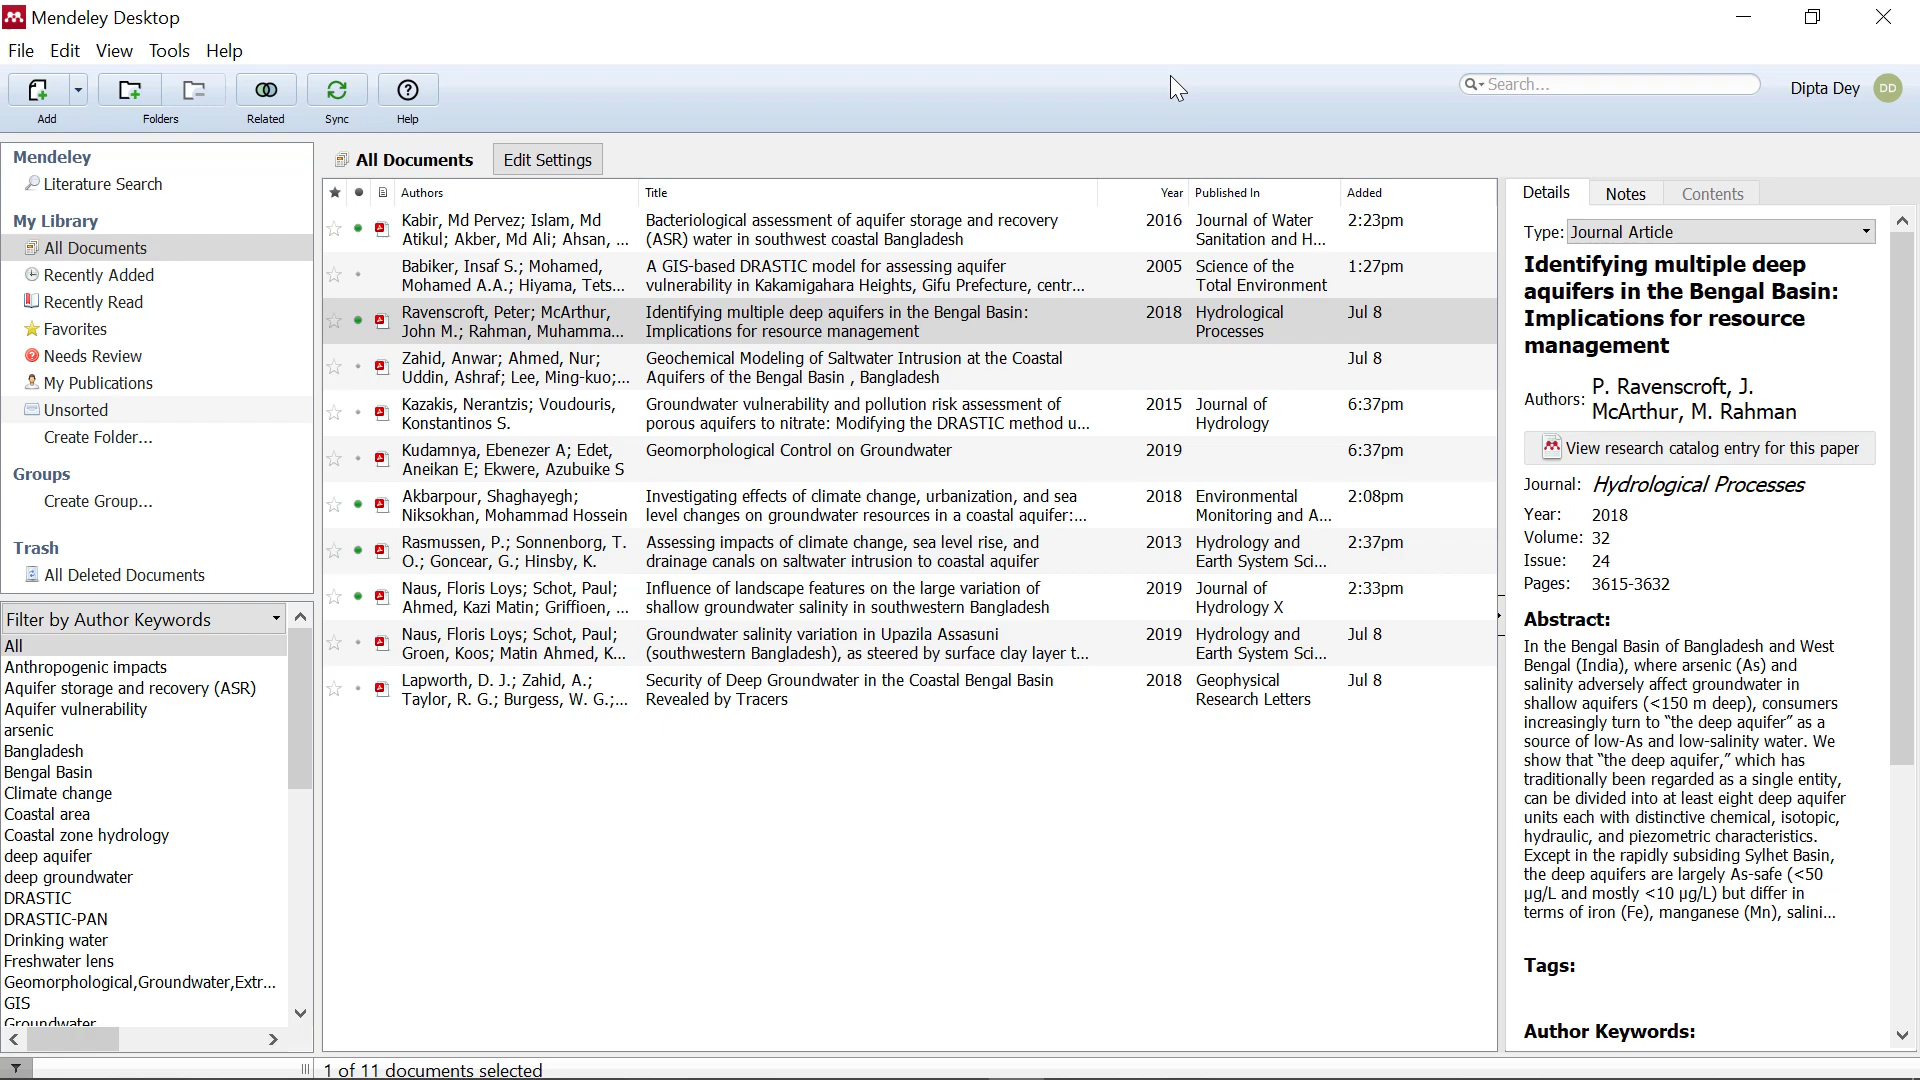 Mendeley Desktop
File Edit View Tools Help
Add Folders Related Sync Help
Search...
Dipta Dey DD
Mendeley
Literature Search
My Library
All Documents
Recently Added
Recently Read
Favorites
Needs Review
My Publications
Unsorted
Create Folder...
Groups
Create Group...
Trash
All Deleted Documents
Filter by Author Keywords
All
Anthropogenic impacts
Aquifer storage and recovery (ASR)
Aquifer vulnerability
arsenic
Bangladesh
Bengal Basin
Climate change
Coastal area
Coastal zone hydrology
deep aquifer
deep groundwater
DRASTIC
DRASTIC-PAN
Drinking water
Freshwater lens
Geomorphological,Groundwater,Extr...
GIS
Groundwater
All Documents Edit Settings
Authors Title Year Published In Added
Kabir, Md Pervez; Islam, Md Bacteriological assessment of aquifer storage and recovery 2016 Journal of Water 2:23pm
Atikul; Akber, Md Ali; Ahsan, ... (ASR) water in southwest coastal Bangladesh Sanitation and H...
Babiker, Insaf S.; Mohamed, A GIS-based DRASTIC model for assessing aquifer 2005 Science of the 1:27pm
Mohamed A.A.; Hiyama, Tets... vulnerability in Kakamigahara Heights, Gifu Prefecture, centr... Total Environment
Ravenscroft, Peter; McArthur, Identifying multiple deep aquifers in the Bengal Basin: 2018 Hydrological Jul 8
John M.; Rahman, Muhamma... Implications for resource management Processes
Zahid, Anwar; Ahmed, Nur; Geochemical Modeling of Saltwater Intrusion at the Coastal Jul 8
Uddin, Ashraf; Lee, Ming-kuo;... Aquifers of the Bengal Basin , Bangladesh
Kazakis, Nerantzis; Voudouris, Groundwater vulnerability and pollution risk assessment of 2015 Journal of 6:37pm
Konstantinos S. porous aquifers to nitrate: Modifying the DRASTIC method u... Hydrology
Kudamnya, Ebenezer A; Edet, Geomorphological Control on Groundwater 2019 6:37pm
Aneikan E; Ekwere, Azubuike S
Akbarpour, Shaghayegh; Investigating effects of climate change, urbanization, and sea 2018 Environmental 2:08pm
Niksokhan, Mohammad Hossein level changes on groundwater resources in a coastal aquifer:... Monitoring and A...
Rasmussen, P.; Sonnenborg, T. Assessing impacts of climate change, sea level rise, and 2013 Hydrology and 2:37pm
O.; Goncear, G.; Hinsby, K. drainage canals on saltwater intrusion to coastal aquifer Earth System Sci...
Naus, Floris Loys; Schot, Paul; Influence of landscape features on the large variation of 2019 Journal of 2:33pm
Ahmed, Kazi Matin; Griffioen, ... shallow groundwater salinity in southwestern Bangladesh Hydrology X
Naus, Floris Loys; Schot, Paul; Groundwater salinity variation in Upazila Assasuni 2019 Hydrology and Jul 8
Groen, Koos; Matin Ahmed, K... (southwestern Bangladesh), as steered by surface clay layer t... Earth System Sci...
Lapworth, D. J.; Zahid, A.; Security of Deep Groundwater in the Coastal Bengal Basin 2018 Geophysical Jul 8
Taylor, R. G.; Burgess, W. G.;... Revealed by Tracers Research Letters
1 of 11 documents selected
Details Notes Contents
Type: Journal Article
Identifying multiple deep
aquifers in the Bengal Basin:
Implications for resource
management
Authors: P. Ravenscroft, J.
McArthur, M. Rahman
View research catalog entry for this paper
Journal: Hydrological Processes
Year: 2018
Volume: 32
Issue: 24
Pages: 3615-3632
Abstract:
In the Bengal Basin of Bangladesh and West
Bengal (India), where arsenic (As) and
salinity adversely affect groundwater in
shallow aquifers (<150 m deep), consumers
increasingly turn to "the deep aquifer" as a
source of low-As and low-salinity water. We
show that "the deep aquifer," which has
traditionally been regarded as a single entity,
can be divided into at least eight deep aquifer
units each with distinctive chemical, isotopic,
hydraulic, and piezometric characteristics.
Except in the rapidly subsiding Sylhet Basin,
the deep aquifers are largely As-safe (<50
µg/L and mostly <10 µg/L) but differ in
terms of iron (Fe), manganese (Mn), salini...
Tags:
Author Keywords: